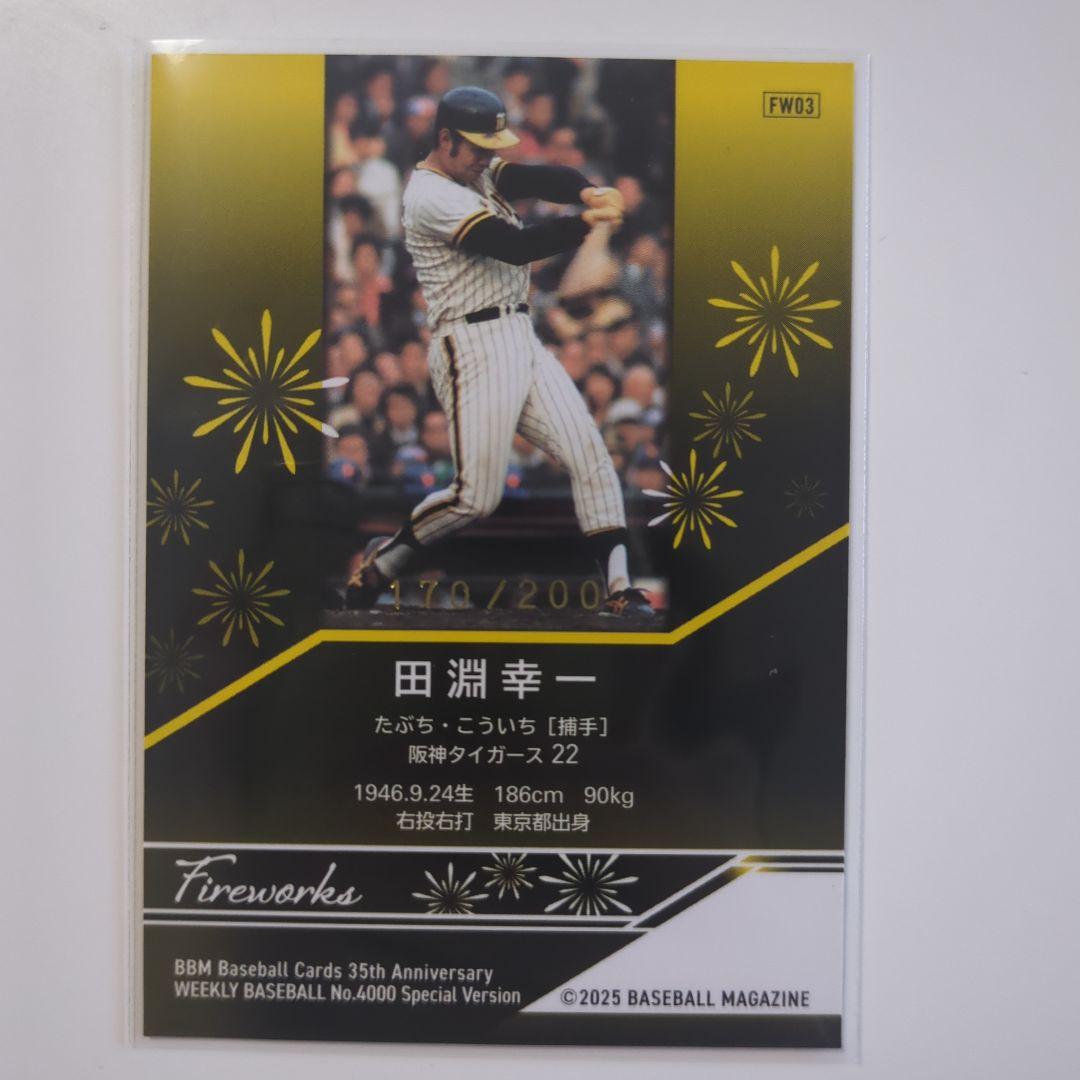 FW03
170/200
田淵幸一
たぶち・こういち［捕手］
阪神タイガース 22
1946.9.24生　186cm　90kg
右投右打　東京都出身
Fireworks
BBM Baseball Cards 35th Anniversary
WEEKLY BASEBALL No.4000 Special Version
©2025 BASEBALL MAGAZINE